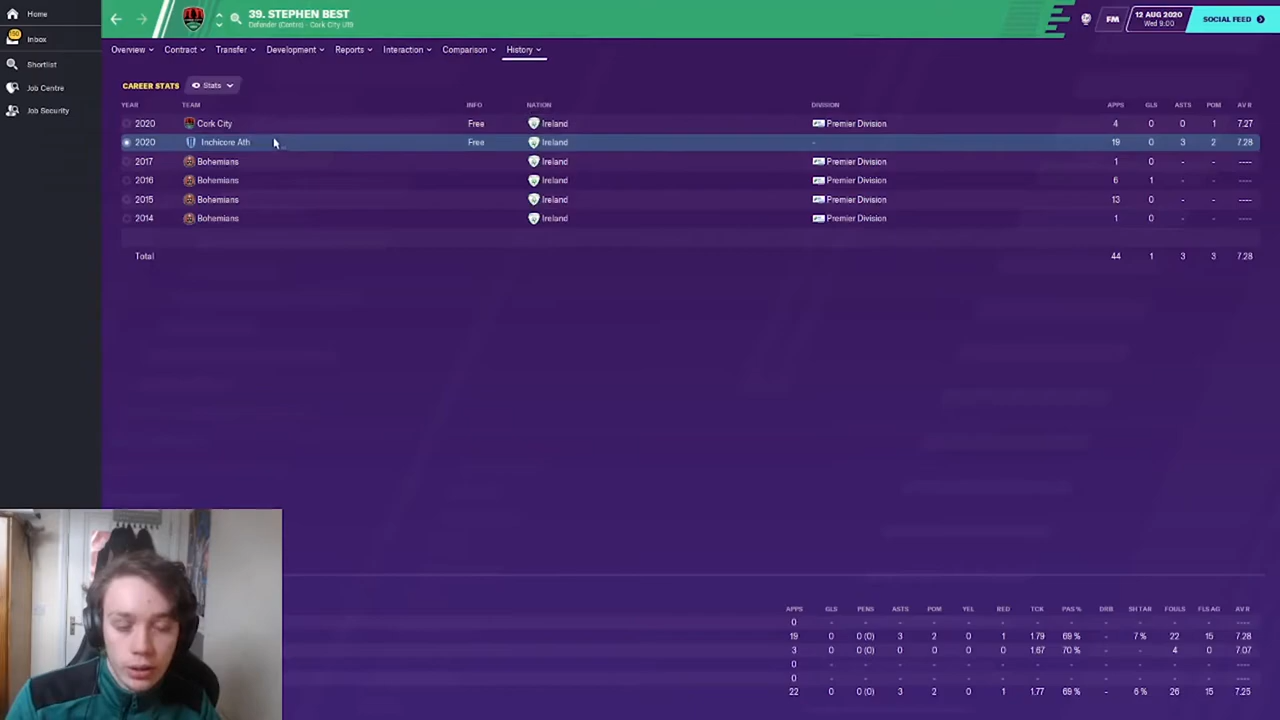 Home
39. STEPHEN BEST
Defender (Centre) - Cork City U19
FM
12 AUG 2020
Wed 9:00
SOCIAL FEED
Inbox
Shortlist
Job Centre
Job Security
Overview Contract Transfer Development Reports Interaction Comparison History
CAREER STATS Stats
YEAR TEAM INFO NATION DIVISION APPS GLS ASTS POM AV R
2020 Cork City Free Ireland Premier Division 4 0 0 1 7.27
2020 Inchicore Ath Free Ireland - 19 0 3 2 7.28
2017 Bohemians Ireland Premier Division 1 0 - - ----
2016 Bohemians Ireland Premier Division 6 1 - - ----
2015 Bohemians Ireland Premier Division 13 0 - - ----
2014 Bohemians Ireland Premier Division 1 0 - - ----
Total 44 1 3 3 7.28
APPS GLS PENS ASTS POM YEL RED TCK PAS % DRB SH TAR FOULS FLS AG AV R
0 - - - - - - - - - - - - ----
19 0 0 (0) 3 2 0 1 1.79 69 % - 7 % 22 15 7.28
3 0 0 (0) 0 0 0 0 1.67 70 % - - 4 0 7.07
0 - - - - - - - - - - - - ----
0 - - - - - - - - - - - - ----
22 0 0 (0) 3 2 0 1 1.77 69 % - 6 % 26 15 7.25